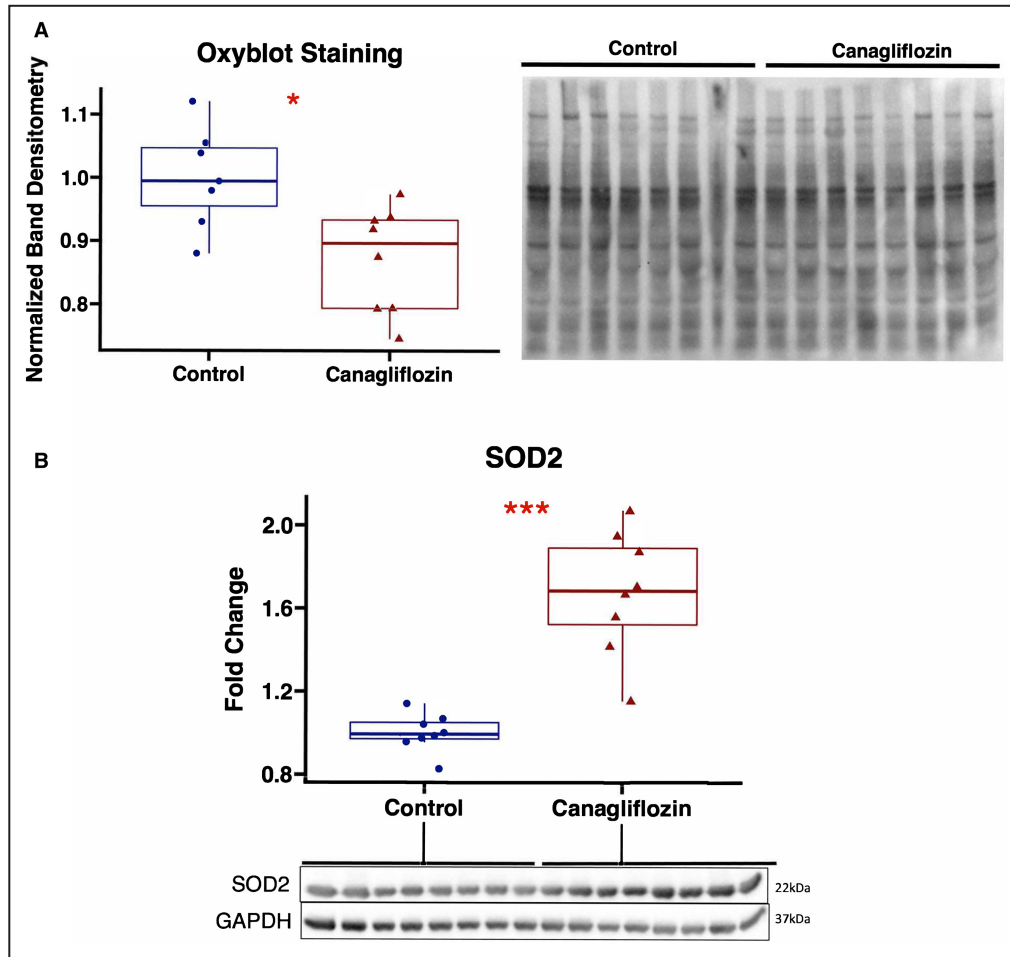 A
Oxyblot Staining
Normalized Band Densitometry
*
1.1
1.0
0.9
0.8
Control
Canagliflozin
Control
Canagliflozin
B
SOD2
Fold Change
***
2.0
1.6
1.2
0.8
Control
Canagliflozin
SOD2
22kDa
GAPDH
37kDa